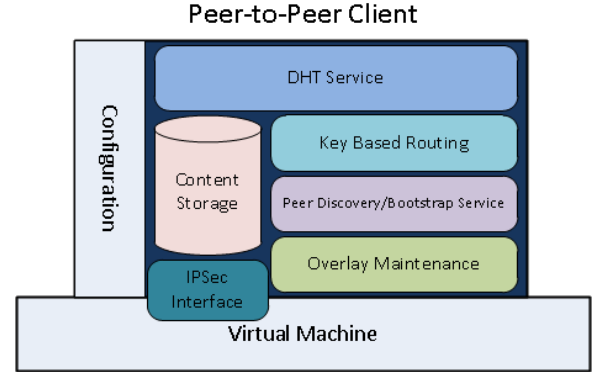 Peer-to-Peer Client
DHT Service
Configuration
Content
Storage
Key Based Routing
Peer Discovery/Bootstrap Service
Overlay Maintenance
IPSec
Interface
Virtual Machine